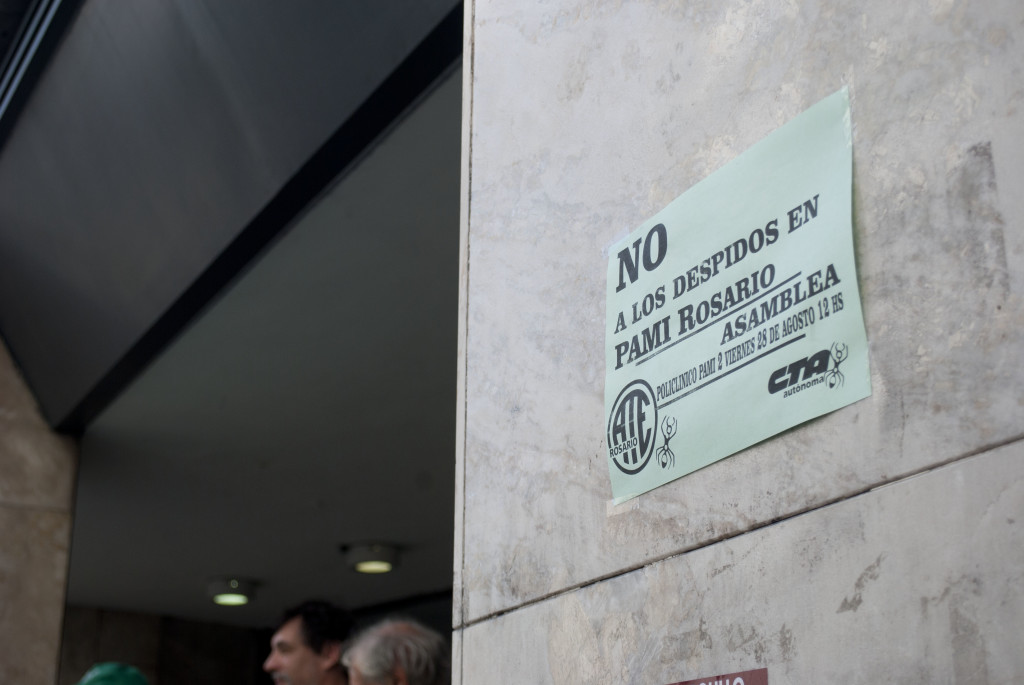 NO
A LOS DESPIDOS EN
PAMI ROSARIO
ASAMBLEA
POLICLINICO PAMI 2 VIERNES 28 DE AGOSTO 12 HS
ATE
ROSARIO
CTA
autonoma